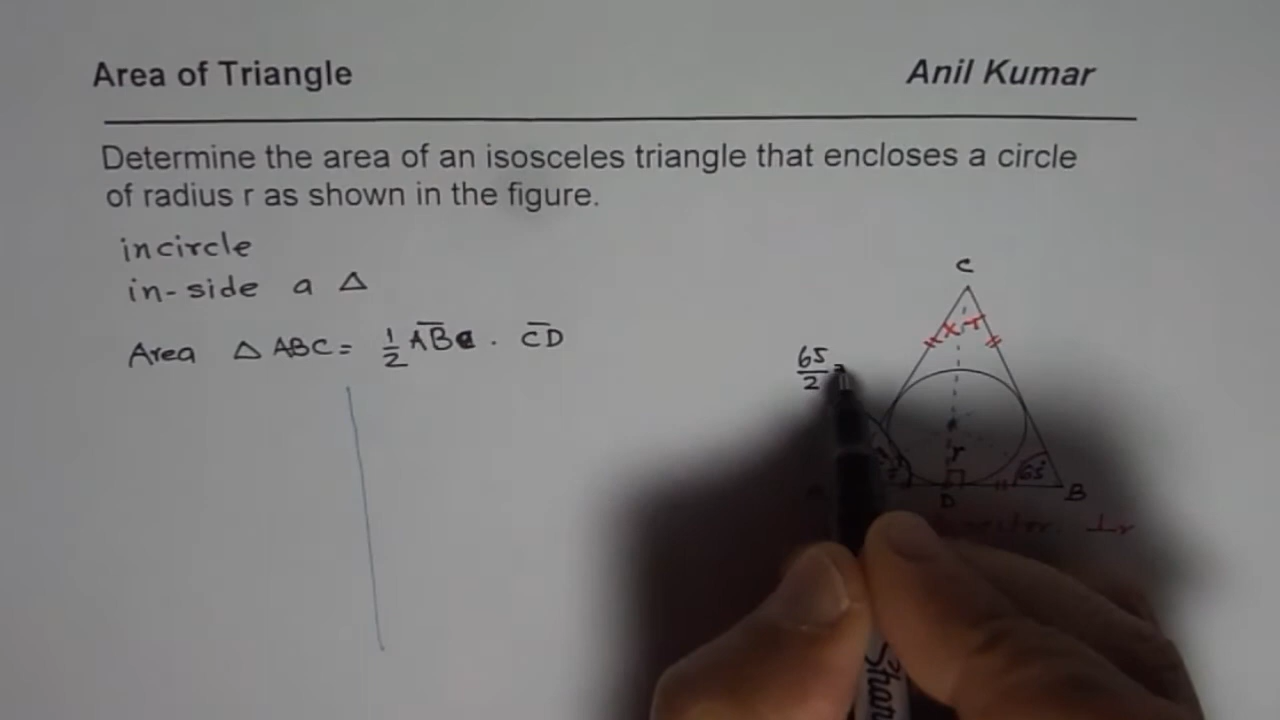 Area of Triangle
Anil Kumar
Determine the area of an isosceles triangle that encloses a circle
of radius r as shown in the figure.
incircle
in-side a △
Area △ ABC = 1/2 AB . CD
C
65/2 =
r
65°
D
B
⊥r
Shar